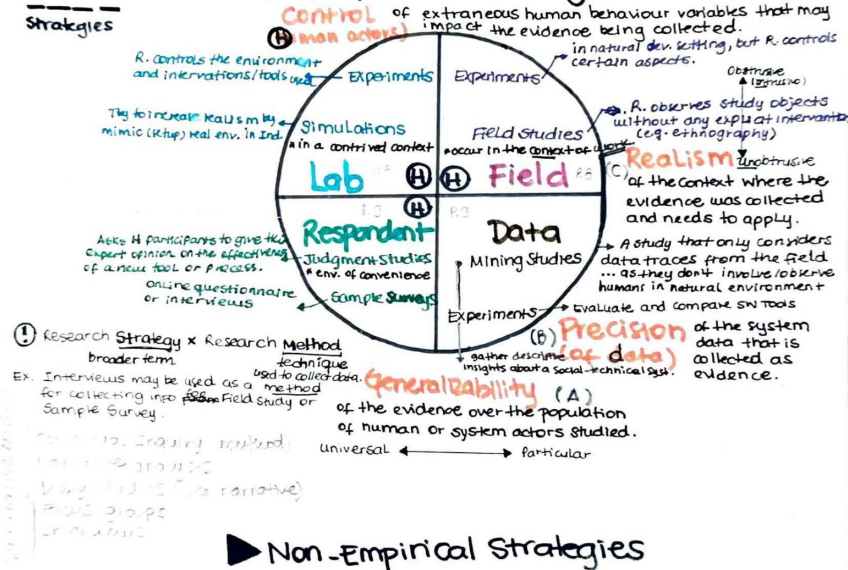 Strategies
Control of extraneous human behaviour variables that may
(human actors) impact the evidence being collected.
H
R. controls the environment
and intervations/tools used
Experiments
Experiments
in natural dev. setting, but R. controls
certain aspects.
Obtrusive
(intrusive)
Try to increase realism by
mimic (setup) real env. in Ind.
Simulations
* in a contrived context
Field Studies
* occur in the context of work
R. observes study objects
without any explicit intervention
(e.g. ethnography)
Unobtrusive
Lab H
H Field
(C) Realism
of the context where the
evidence was collected
and needs to apply.
H
Respondent
Data
Asks H participants to give their
expert opinion on the effectiveness
of a new tool or process.
Judgment Studies
* env. of convenience
Mining Studies
A study that only considers
data traces from the field
... as they don't involve/observe
humans in natural environment
online questionnaire
or interviews
Sample Surveys
Experiments
Evaluate and compare SW Tools
(B) Precision
(of data)
of the system
data that is
collected as
evidence.
gather descrime
insights about a social-technical syst.
! Research Strategy × Research Method
broader term
technique
used to collect data.
Ex. Interviews may be used as a method
for collecting info Field Study or
Sample Survey.
Generalizability (A)
of the evidence over the population
of human or system actors studied.
universal particular
Non-Empirical Strategies